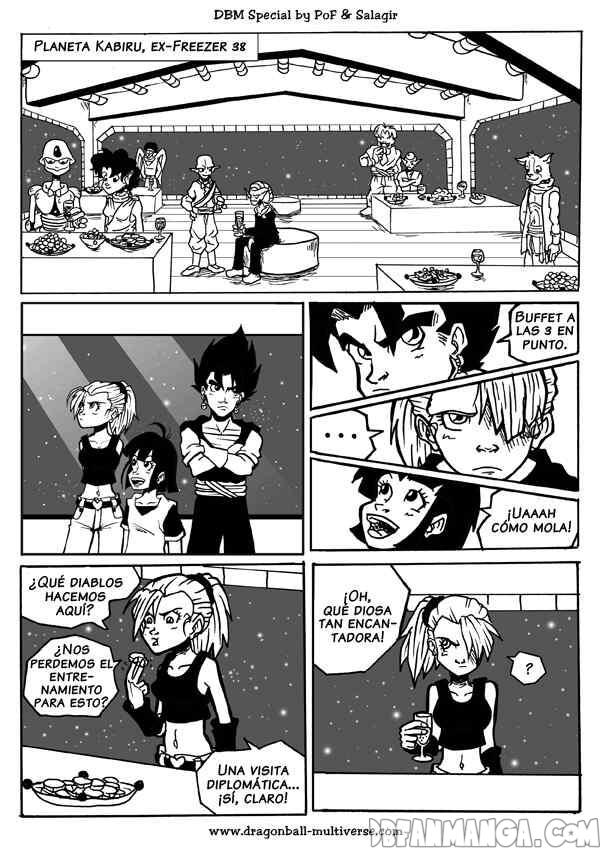 DBM Special by PoF & Salagir
Planeta Kabiru, ex-Freezer 38
Buffet a
las 3 en
punto.
...
¡Uaaah
cómo mola!
¿Qué diablos
hacemos
aquí?
¿Nos
perdemos el
entre-
namiento
para esto?
Una visita
diplomática...
¡Sí, claro!
¡Oh,
qué diosa
tan encan-
tadora!
?
www.dragonball-multiverse.com
DBFANMANGA.COM